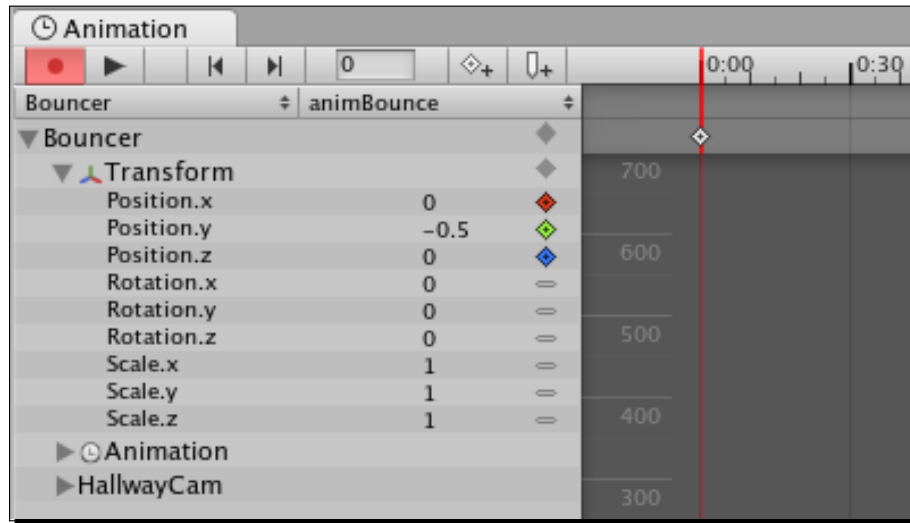 Animation
0 0:00 0:30
Bouncer animBounce
Bouncer
Transform 700
Position.x 0
Position.y -0.5
Position.z 0 600
Rotation.x 0
Rotation.y 0
Rotation.z 0 500
Scale.x 1
Scale.y 1
Scale.z 1 400
Animation
HallwayCam 300